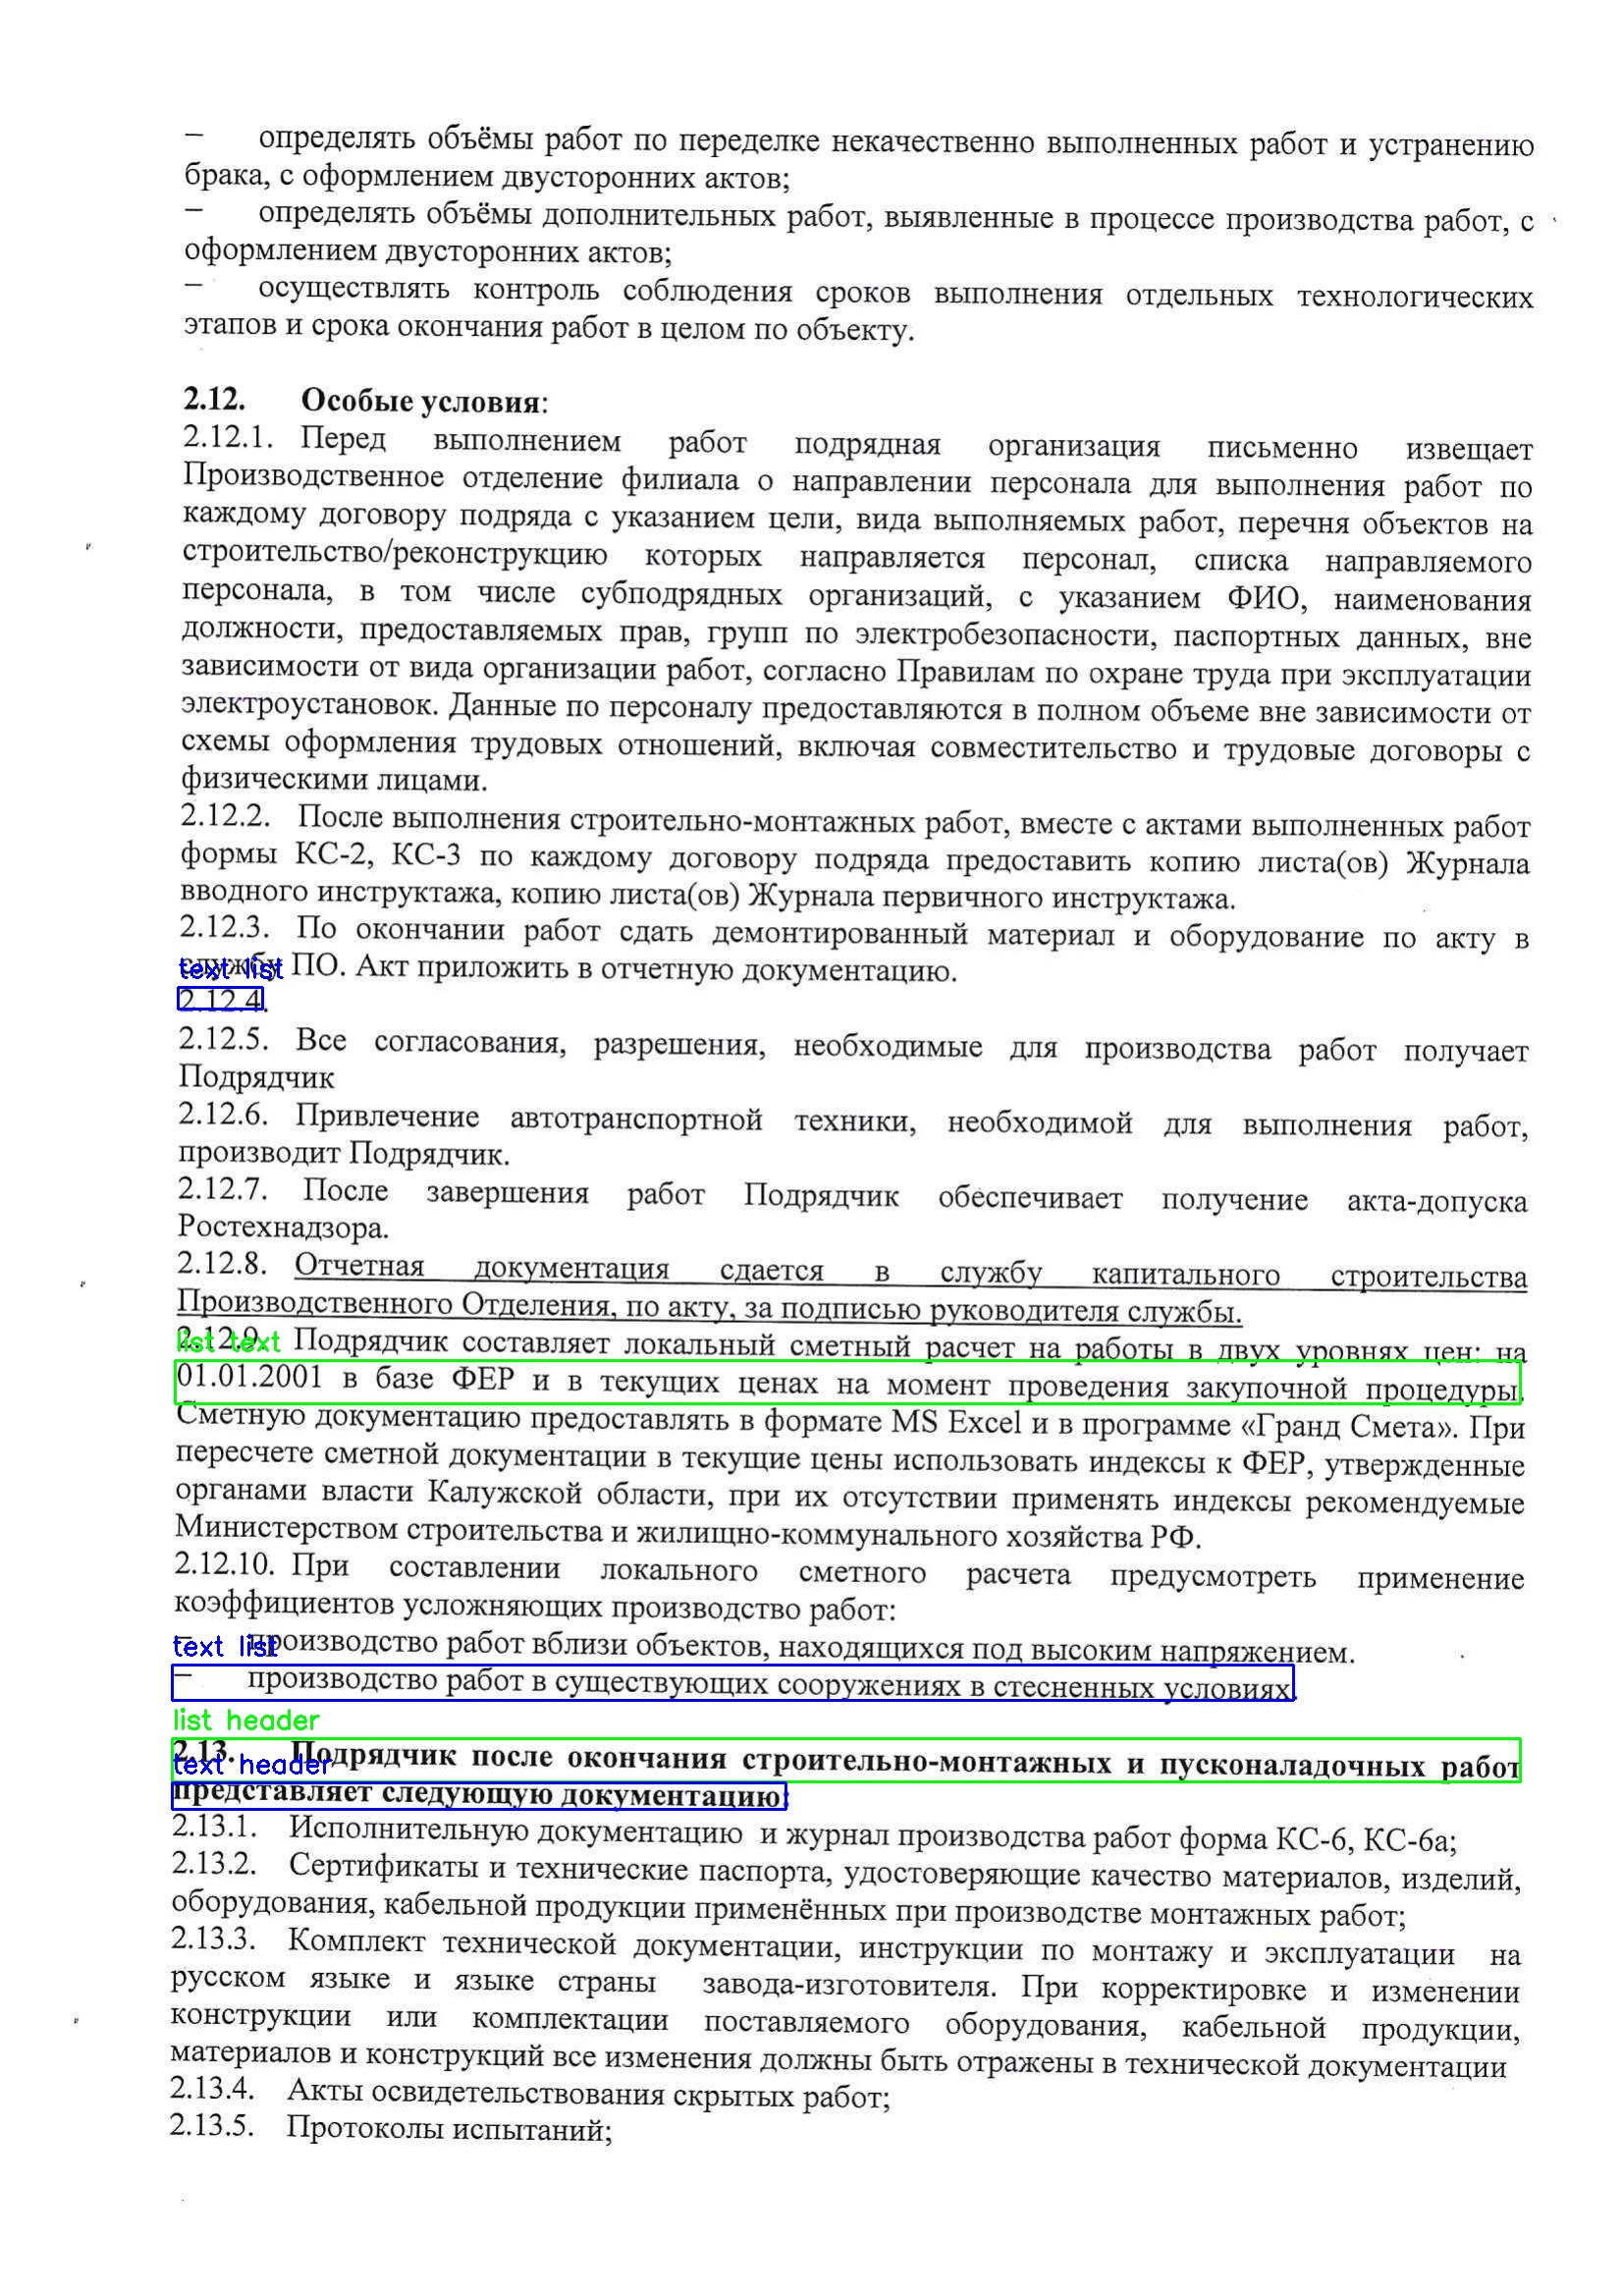 – определять объёмы работ по переделке некачественно выполненных работ и устранению
брака, с оформлением двусторонних актов;
– определять объёмы дополнительных работ, выявленные в процессе производства работ, с
оформлением двусторонних актов;
– осуществлять контроль соблюдения сроков выполнения отдельных технологических
этапов и срока окончания работ в целом по объекту.
2.12. Особые условия:
2.12.1. Перед выполнением работ подрядная организация письменно извещает
Производственное отделение филиала о направлении персонала для выполнения работ по
каждому договору подряда с указанием цели, вида выполняемых работ, перечня объектов на
строительство/реконструкцию которых направляется персонал, списка направляемого
персонала, в том числе субподрядных организаций, с указанием ФИО, наименования
должности, предоставляемых прав, групп по электробезопасности, паспортных данных, вне
зависимости от вида организации работ, согласно Правилам по охране труда при эксплуатации
электроустановок. Данные по персоналу предоставляются в полном объеме вне зависимости от
схемы оформления трудовых отношений, включая совместительство и трудовые договоры с
физическими лицами.
2.12.2. После выполнения строительно-монтажных работ, вместе с актами выполненных работ
формы КС-2, КС-3 по каждому договору подряда предоставить копию листа(ов) Журнала
вводного инструктажа, копию листа(ов) Журнала первичного инструктажа.
2.12.3. По окончании работ сдать демонтированный материал и оборудование по акту в
службу ПО. Акт приложить в отчетную документацию.
text list
2.12.4.
2.12.5. Все согласования, разрешения, необходимые для производства работ получает
Подрядчик
2.12.6. Привлечение автотранспортной техники, необходимой для выполнения работ,
производит Подрядчик.
2.12.7. После завершения работ Подрядчик обеспечивает получение акта-допуска
Ростехнадзора.
2.12.8. Отчетная документация сдается в службу капитального строительства
Производственного Отделения, по акту, за подписью руководителя службы.
2.12.9. Подрядчик составляет локальный сметный расчет на работы в двух уровнях цен: на
list text
01.01.2001 в базе ФЕР и в текущих ценах на момент проведения закупочной процедуры.
Сметную документацию предоставлять в формате MS Excel и в программе «Гранд Смета». При
пересчете сметной документации в текущие цены использовать индексы к ФЕР, утвержденные
органами власти Калужской области, при их отсутствии применять индексы рекомендуемые
Министерством строительства и жилищно-коммунального хозяйства РФ.
2.12.10. При составлении локального сметного расчета предусмотреть применение
коэффициентов усложняющих производство работ:
– производство работ вблизи объектов, находящихся под высоким напряжением.
text list
– производство работ в существующих сооружениях в стесненных условиях.
list header
2.13. Подрядчик после окончания строительно-монтажных и пусконаладочных работ
text header
представляет следующую документацию:
2.13.1. Исполнительную документацию и журнал производства работ форма КС-6, КС-6а;
2.13.2. Сертификаты и технические паспорта, удостоверяющие качество материалов, изделий,
оборудования, кабельной продукции применённых при производстве монтажных работ;
2.13.3. Комплект технической документации, инструкции по монтажу и эксплуатации на
русском языке и языке страны завода-изготовителя. При корректировке и изменении
конструкции или комплектации поставляемого оборудования, кабельной продукции,
материалов и конструкций все изменения должны быть отражены в технической документации
2.13.4. Акты освидетельствования скрытых работ;
2.13.5. Протоколы испытаний;